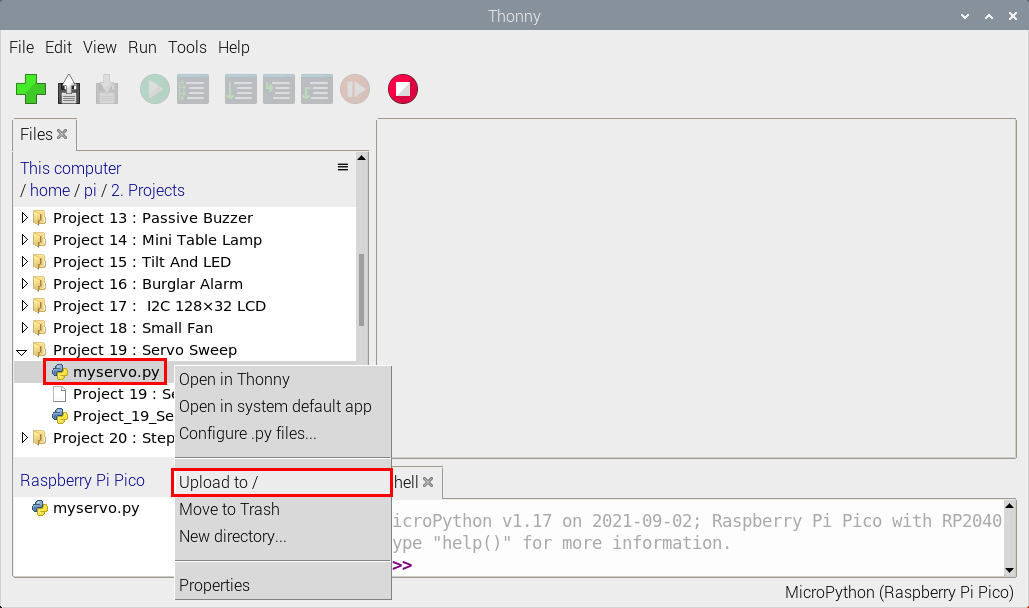 Thonny
File Edit View Run Tools Help
Files
This computer
/ home / pi / 2. Projects
Project 13 : Passive Buzzer
Project 14 : Mini Table Lamp
Project 15 : Tilt And LED
Project 16 : Burglar Alarm
Project 17 :  I2C 128×32 LCD
Project 18 : Small Fan
Project 19 : Servo Sweep
myservo.py
Project 19 : Se
Project_19_Se
Project 20 : Step
Open in Thonny
Open in system default app
Configure .py files...
Upload to /
Move to Trash
New directory...
Properties
Raspberry Pi Pico
myservo.py
hell
icroPython v1.17 on 2021-09-02; Raspberry Pi Pico with RP2040
ype "help()" for more information.
>>
MicroPython (Raspberry Pi Pico)